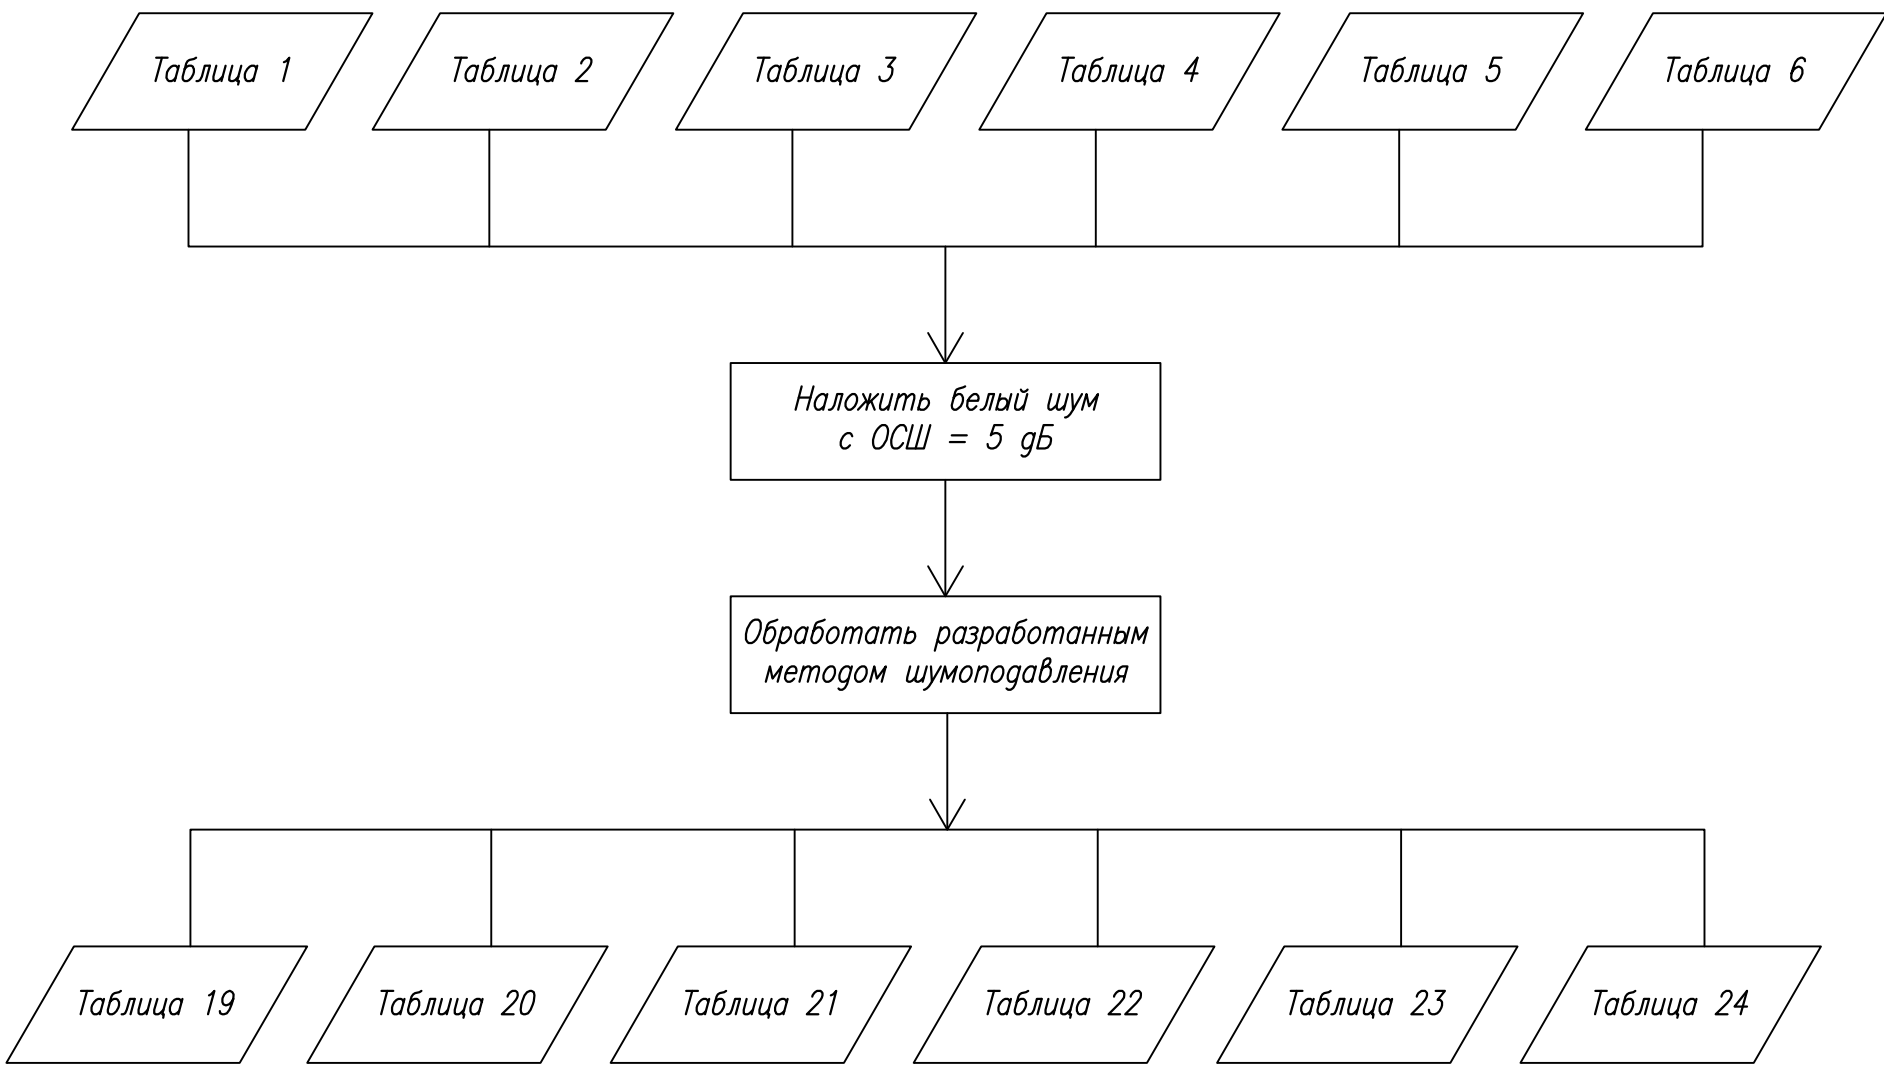 Таблица 1
Таблица 2
Таблица 3
Таблица 4
Таблица 5
Таблица 6
Наложить белый шум
с ОСШ = 5 дБ
Обработать разработанным
методом шумоподавления
Таблица 19
Таблица 20
Таблица 21
Таблица 22
Таблица 23
Таблица 24